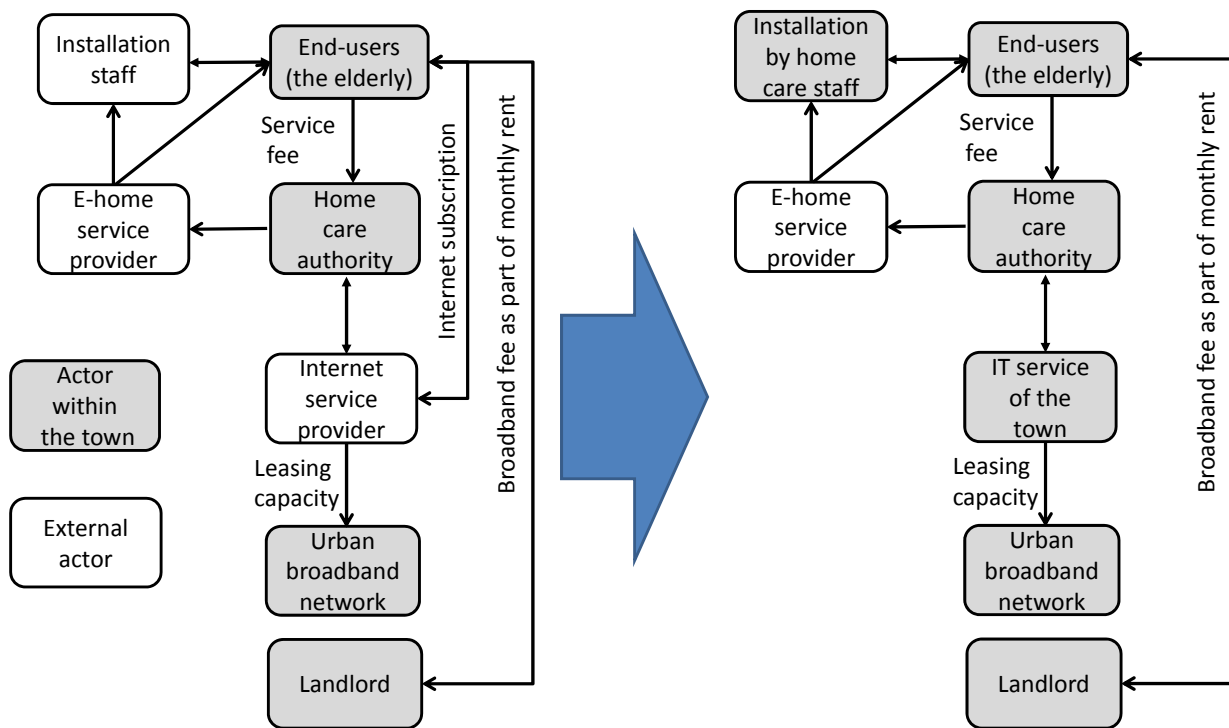 Installation
staff
End-users
(the elderly)
Service
fee
E-home
service
provider
Home
care
authority
Internet subscription
Broadband fee as part of monthly rent
Internet
service
provider
Leasing
capacity
Urban
broadband
network
Landlord
Actor
within
the town
External
actor
Installation
by home
care staff
End-users
(the elderly)
Service
fee
E-home
service
provider
Home
care
authority
IT service
of the
town
Leasing
capacity
Urban
broadband
network
Landlord
Broadband fee as part of monthly rent